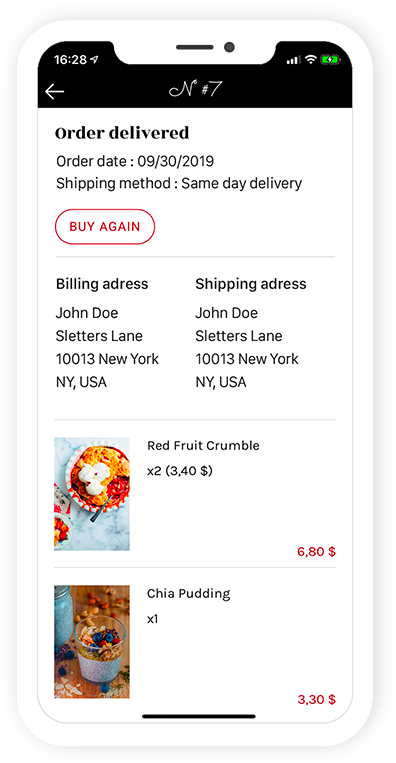 16:28
N° #7
Order delivered
Order date : 09/30/2019
Shipping method : Same day delivery
BUY AGAIN
Billing adress
Shipping adress
John Doe
John Doe
Sletters Lane
Sletters Lane
10013 New York
10013 New York
NY, USA
NY, USA
Red Fruit Crumble
x2 (3,40 $)
6,80 $
Chia Pudding
x1
3,30 $